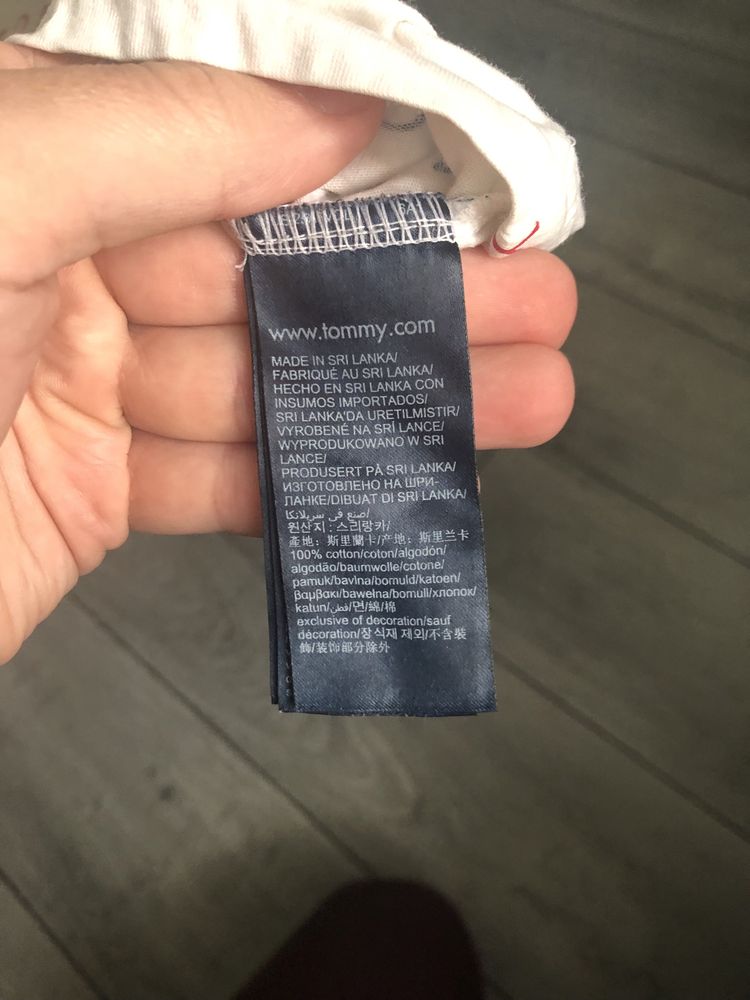 www.tommy.com
MADE IN SRI LANKA/
FABRIQUÉ AU SRI LANKA/
HECHO EN SRI LANKA CON
INSUMOS IMPORTADOS/
SRI LANKA'DA URETILMISTIR/
VYROBENÉ NA SRÍ LANCE/
WYPRODUKOWANO W SRI
LANCE/
PRODUSERT PÅ SRI LANKA/
ИЗГОТОВЛЕНО НА ШРИ-
ЛАНКЕ/DIBUAT DI SRI LANKA/
صنع في سريلانكا/
원산지 : 스리랑카/
產地：斯里蘭卡/产地：斯里兰卡
100% cotton/coton/algodón/
algodão/baumwolle/cotone/
pamuk/bavlna/bomuld/katoen/
βαμβακι/bawełna/bomull/хлопок/
katun/قطن/면/綿/棉
exclusive of decoration/sauf
décoration/장식재 제외/不含裝
飾/装饰部分除外